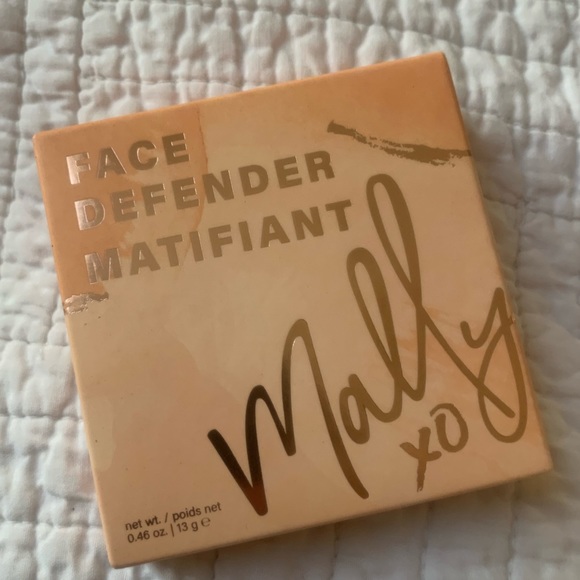 FACE
DEFENDER
MATIFIANT
Mally
xo
net wt. / poids net
0.46 oz. | 13 g ℮